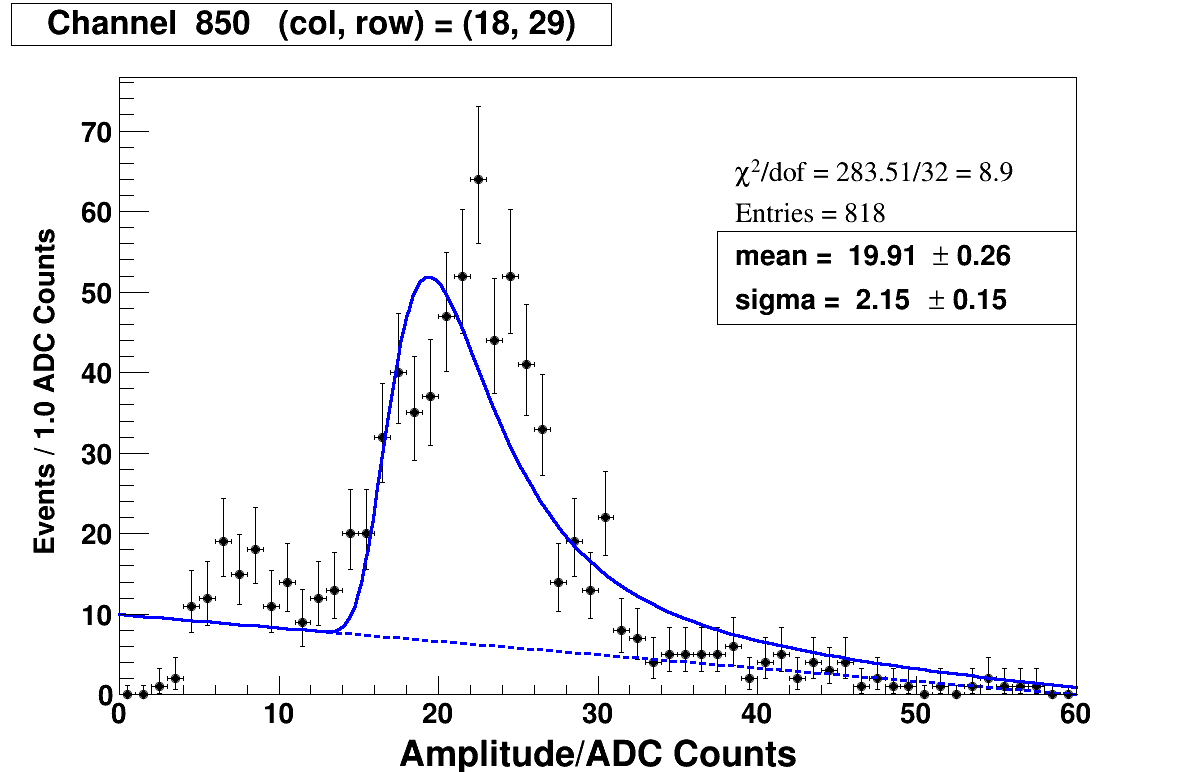 Channel 850 (col, row) = (18, 29)
χ²/dof = 283.51/32 = 8.9
Entries = 818
mean = 19.91 ± 0.26
sigma = 2.15 ± 0.15
Events / 1.0 ADC Counts
70
60
50
40
30
20
10
0
0 10 20 30 40 50 60
Amplitude/ADC Counts